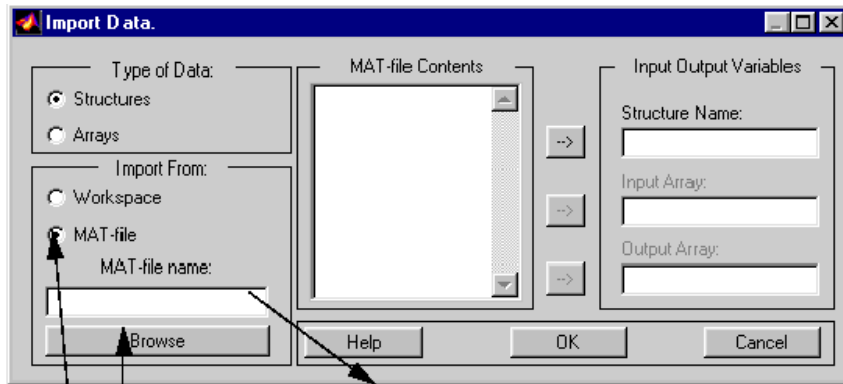 Import Data.
Type of Data:
Structures
Arrays
Import From:
Workspace
MAT-file
MAT-file name:
Browse
MAT-file Contents
-->
-->
-->
Input Output Variables
Structure Name:
Input Array:
Output Array:
Help
OK
Cancel